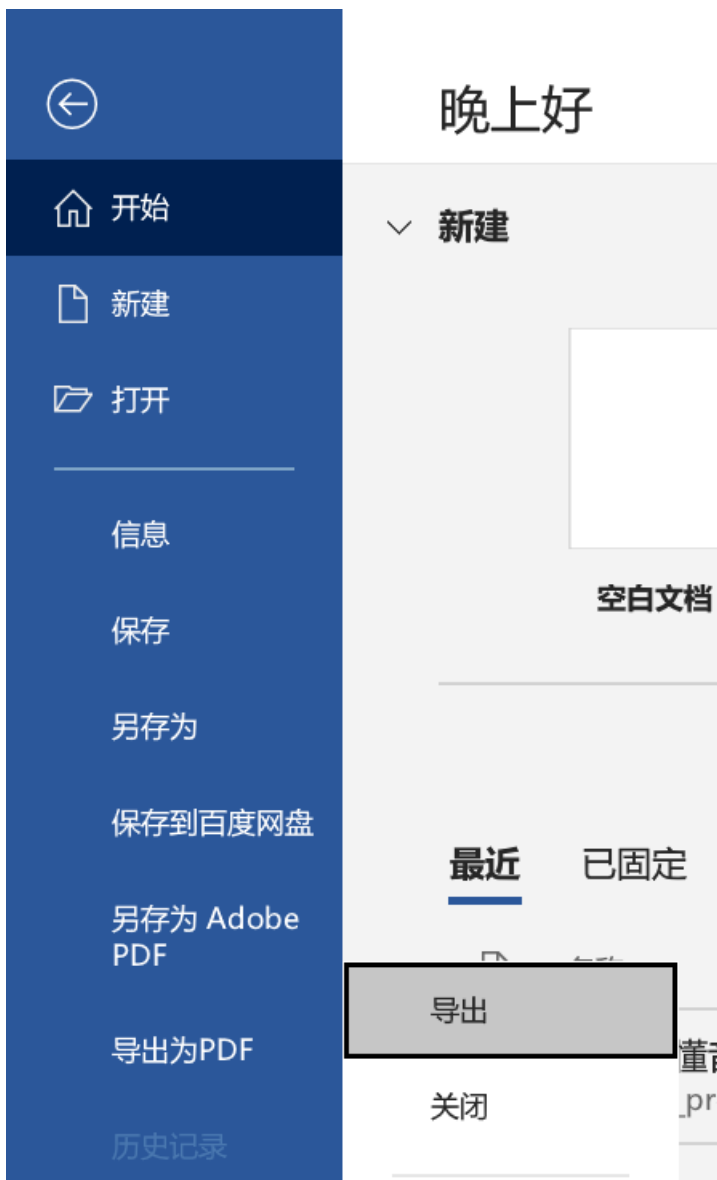 晚上好
开始
新建
新建
打开
信息
空白文档
保存
另存为
保存到百度网盘
最近 已固定
另存为 Adobe
PDF
导出
导出为PDF
懂
_pr
关闭
历史记录